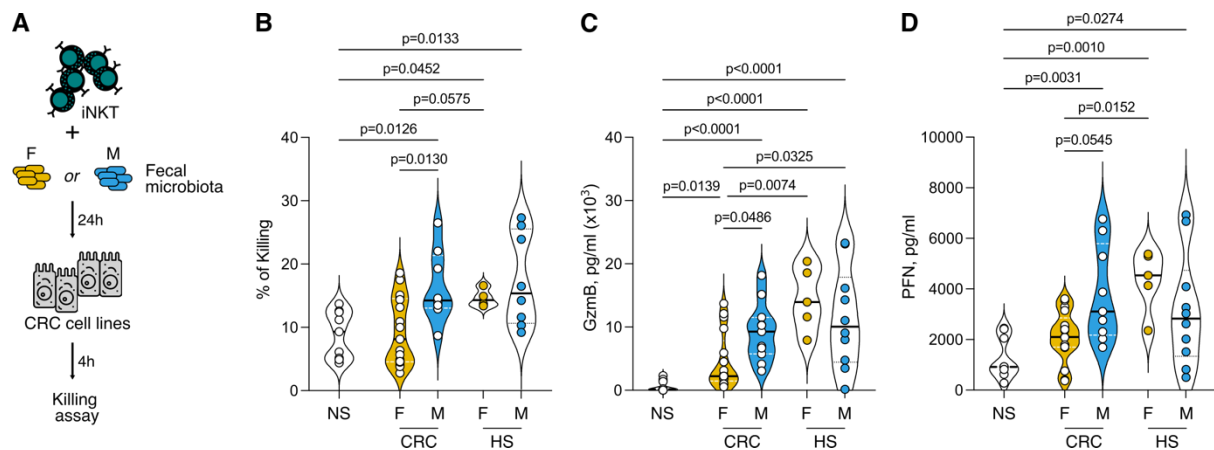 A
iNKT
+
F
or
M
Fecal
microbiota
24h
CRC cell lines
4h
Killing
assay
B
p=0.0133
p=0.0452
p=0.0575
p=0.0126
p=0.0130
% of Killing
40
30
20
10
0
NS
F
M
F
M
CRC
HS
C
p<0.0001
p<0.0001
p<0.0001
p=0.0325
p=0.0139
p=0.0074
p=0.0486
GzmB, pg/ml (x10³)
40
30
20
10
0
NS
F
M
F
M
CRC
HS
D
p=0.0274
p=0.0010
p=0.0031
p=0.0152
p=0.0545
PFN, pg/ml
10000
8000
6000
4000
2000
0
NS
F
M
F
M
CRC
HS